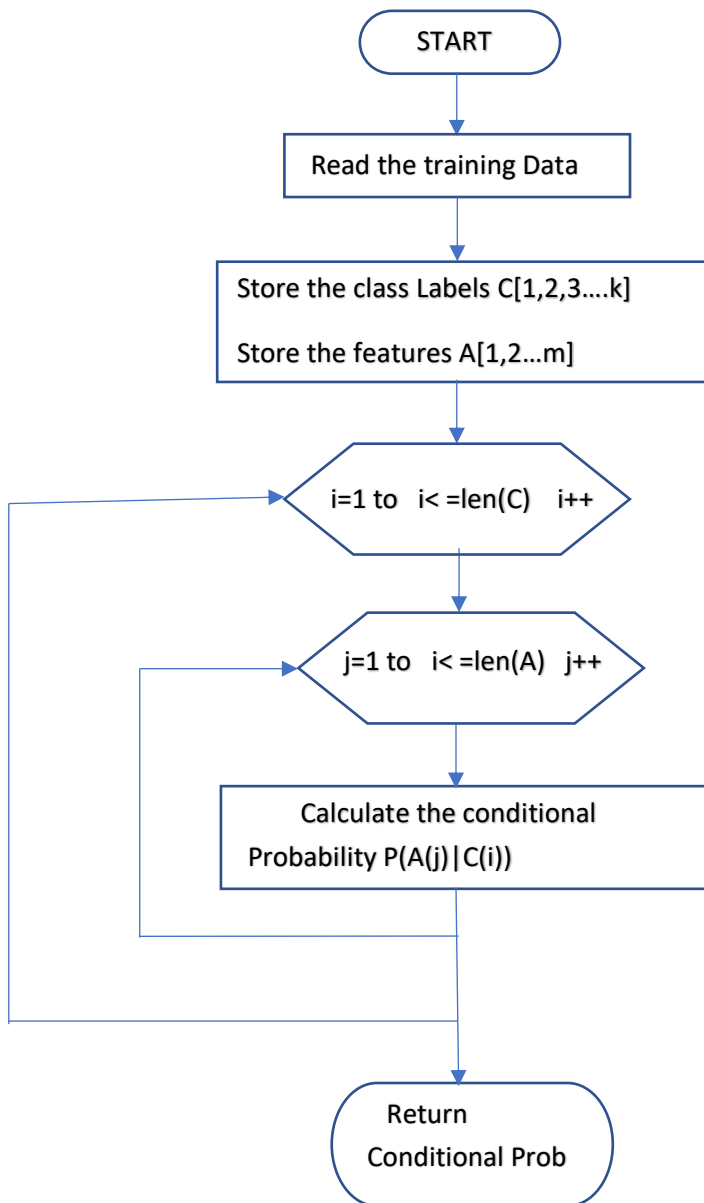 START
Read the training Data
Store the class Labels C[1,2,3....k]
Store the features A[1,2...m]
i=1 to i< =len(C) i++
j=1 to i< =len(A) j++
Calculate the conditional
Probability P(A(j)|C(i))
Return
Conditional Prob